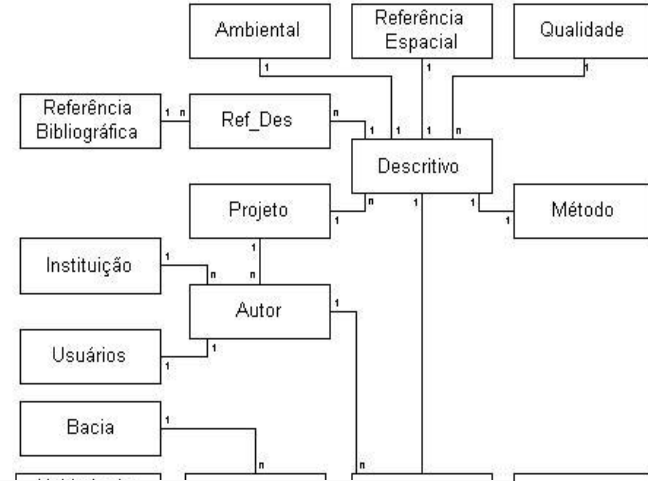 Ambiental
Referência
Espacial
Qualidade
1
1
1
Referência
Bibliográfica
1 n
Ref_Des
n
1 1 1 n
Descritivo
Projeto
1
n
1
1
1
Método
Instituição
1
1
n
n
Autor
1
Usuários
1
1
Bacia
1
n
n